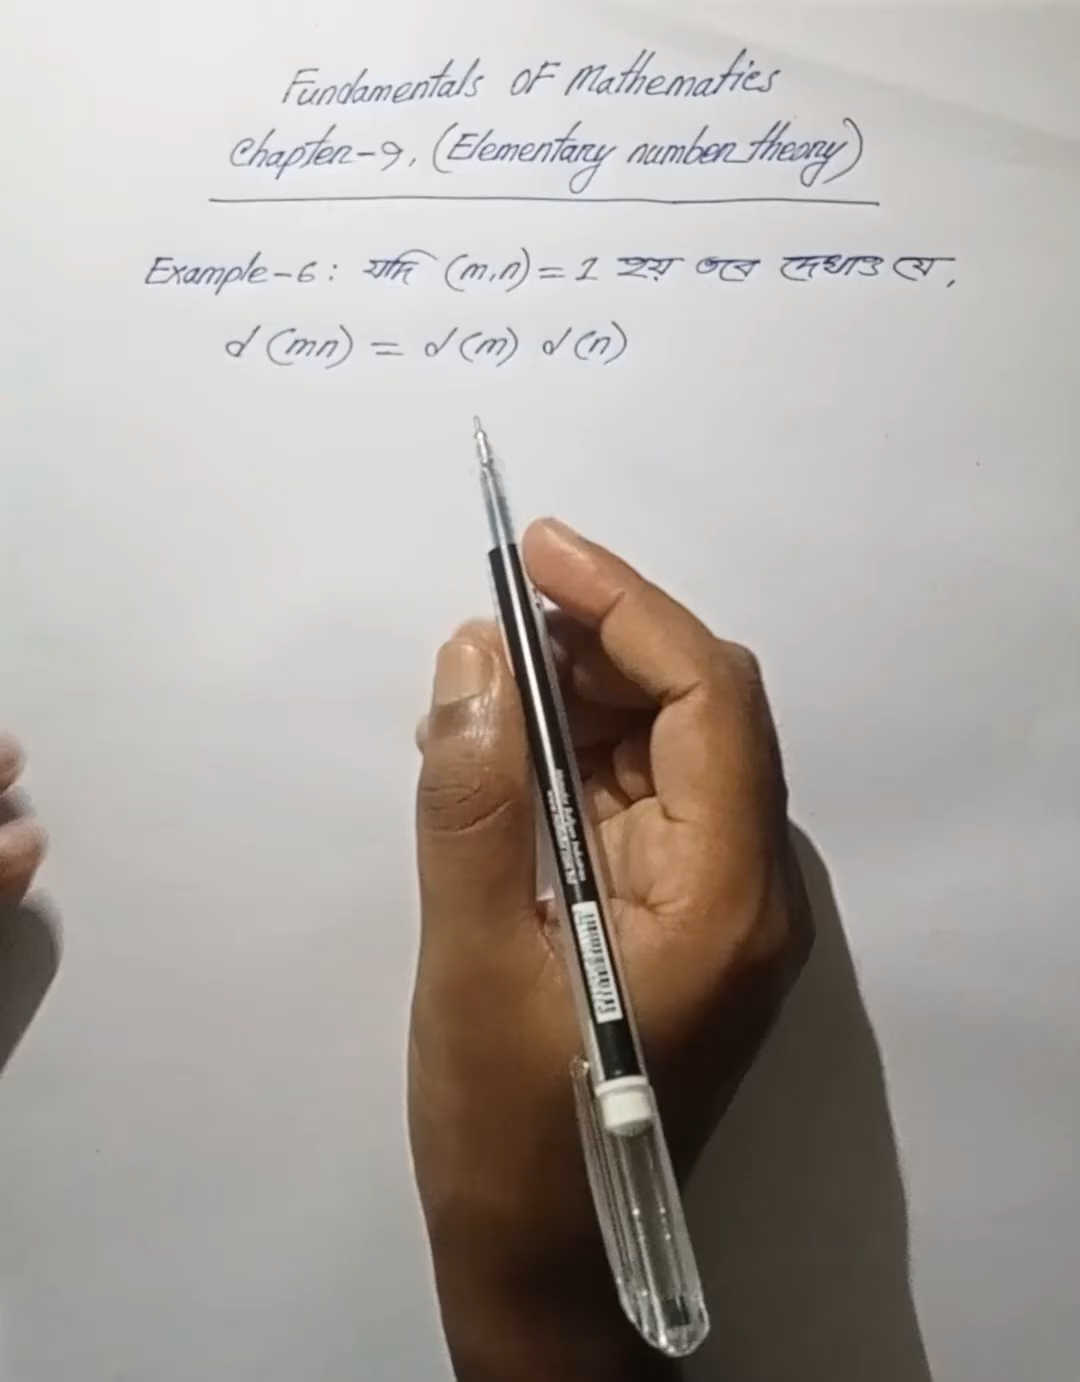 Fundamentals OF Mathematics
Chapter-9, (Elementary number theory)
Example-6: যদি (m,n) = 1 হয় তবে দেখাও যে,
d(mn) = d(m) d(n)